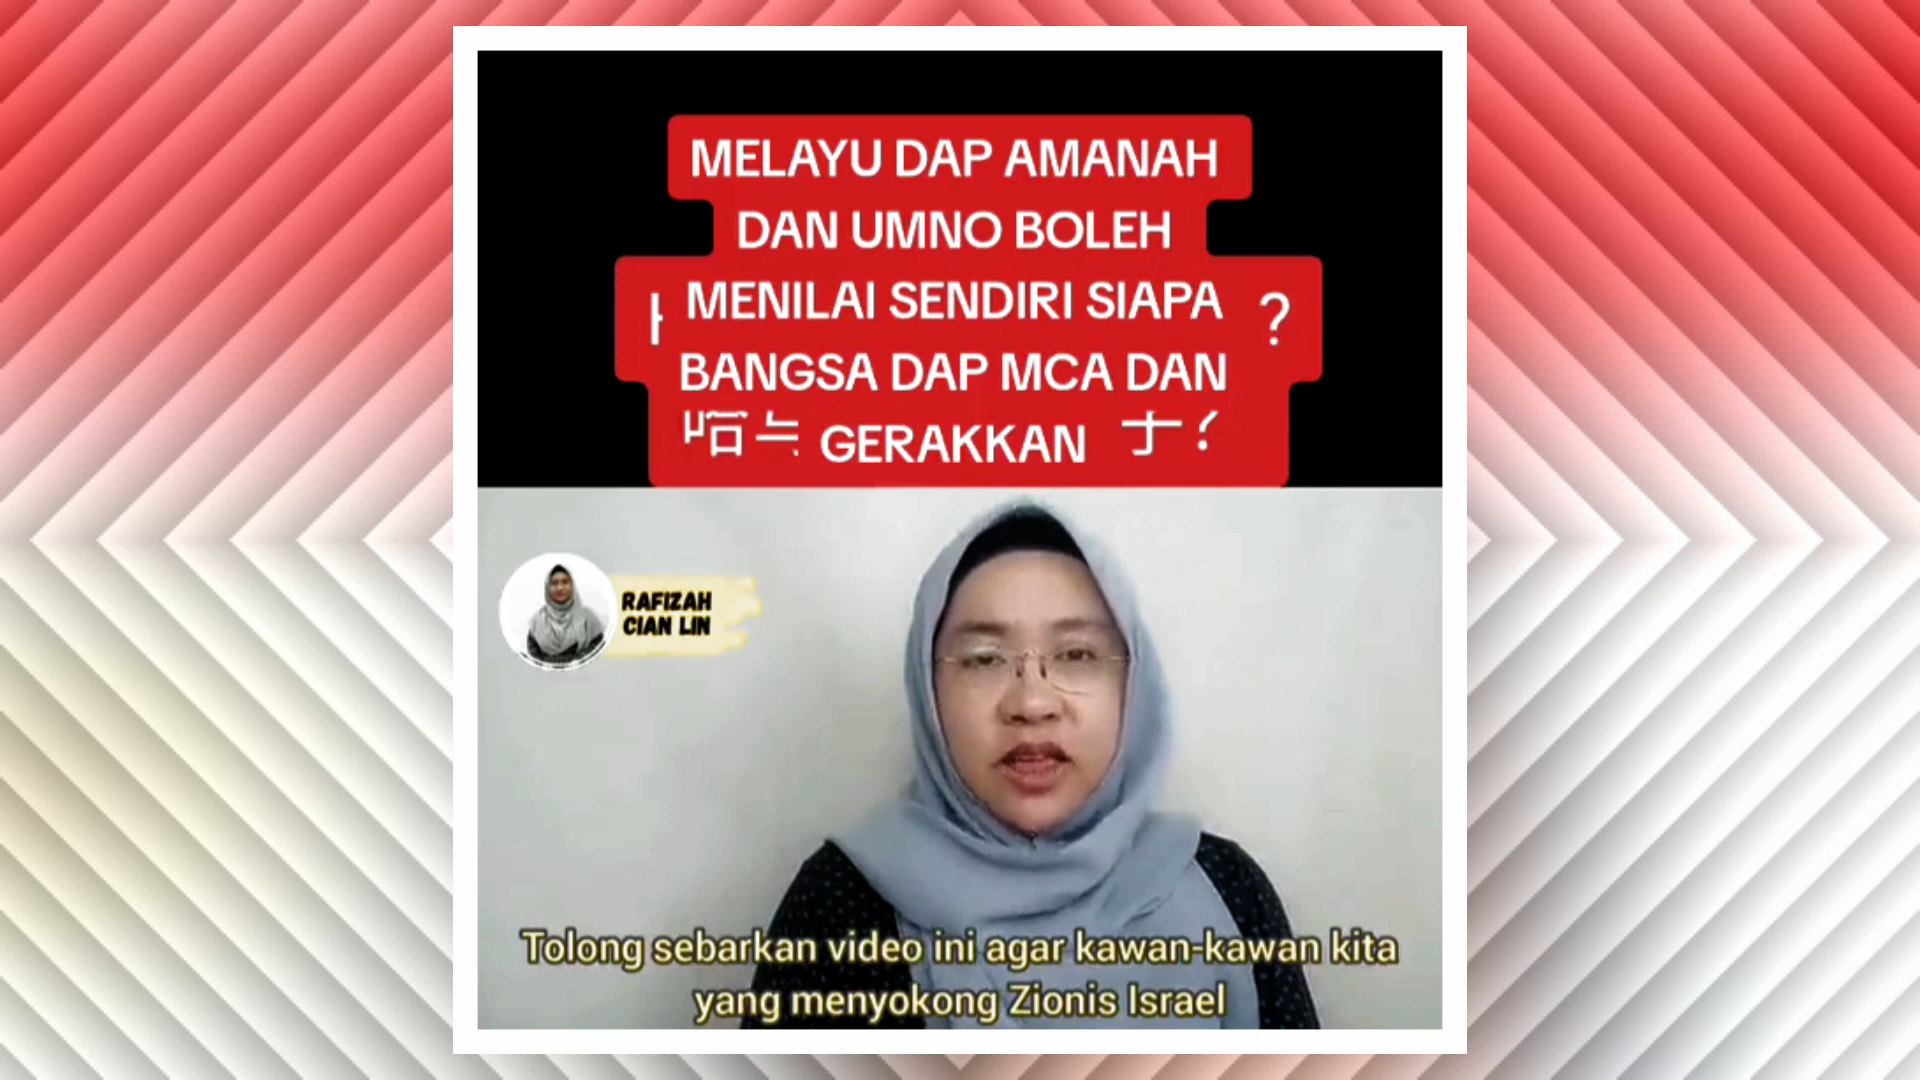 MELAYU DAP AMANAH
DAN UMNO BOLEH
MENILAI SENDIRI SIAPA
?
BANGSA DAP MCA DAN
GERAKKAN
RAFIZAH
CIAN LIN
Tolong sebarkan video ini agar kawan-kawan kita
yang menyokong Zionis Israel